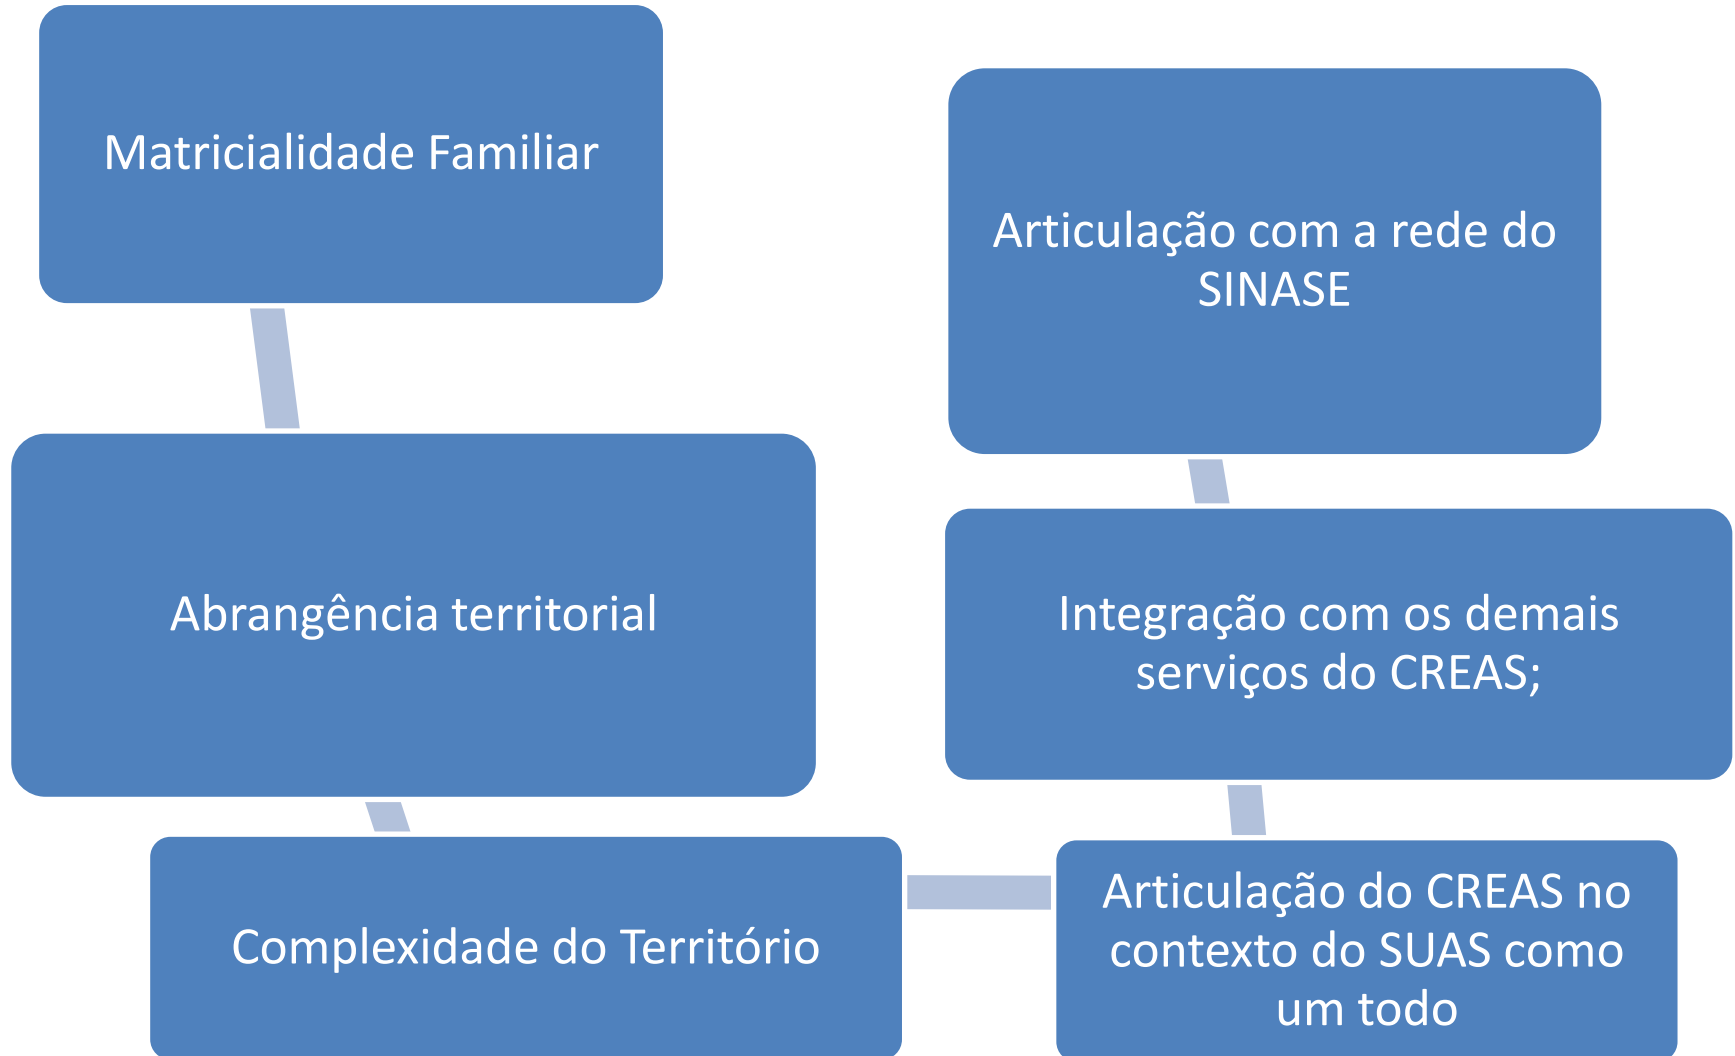 Matricialidade Familiar
Abrangência territorial
Complexidade do Território
Articulação do CREAS no
contexto do SUAS como
um todo
Integração com os demais
serviços do CREAS;
Articulação com a rede do
SINASE